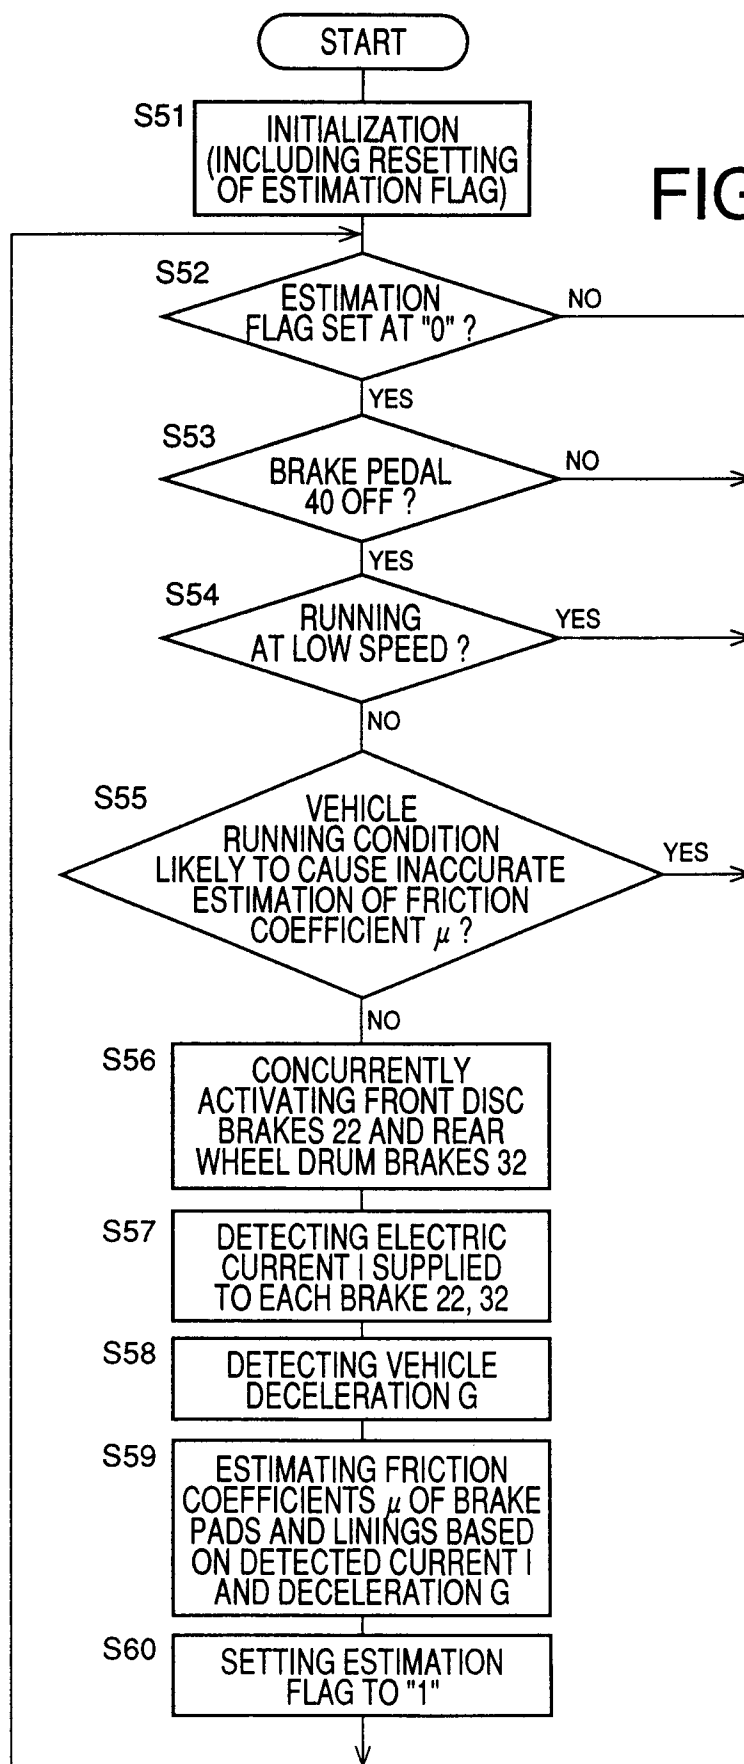 START
S51
INITIALIZATION
(INCLUDING RESETTING
OF ESTIMATION FLAG)
FIG
S52
ESTIMATION
FLAG SET AT "0" ?
NO
YES
S53
BRAKE PEDAL
40 OFF ?
NO
YES
S54
RUNNING
AT LOW SPEED ?
YES
NO
S55
VEHICLE
RUNNING CONDITION
LIKELY TO CAUSE INACCURATE
ESTIMATION OF FRICTION
COEFFICIENT μ ?
YES
NO
S56
CONCURRENTLY
ACTIVATING FRONT DISC
BRAKES 22 AND REAR
WHEEL DRUM BRAKES 32
S57
DETECTING ELECTRIC
CURRENT I SUPPLIED
TO EACH BRAKE 22, 32
S58
DETECTING VEHICLE
DECELERATION G
S59
ESTIMATING FRICTION
COEFFICIENTS μ OF BRAKE
PADS AND LININGS BASED
ON DETECTED CURRENT I
AND DECELERATION G
S60
SETTING ESTIMATION
FLAG TO "1"